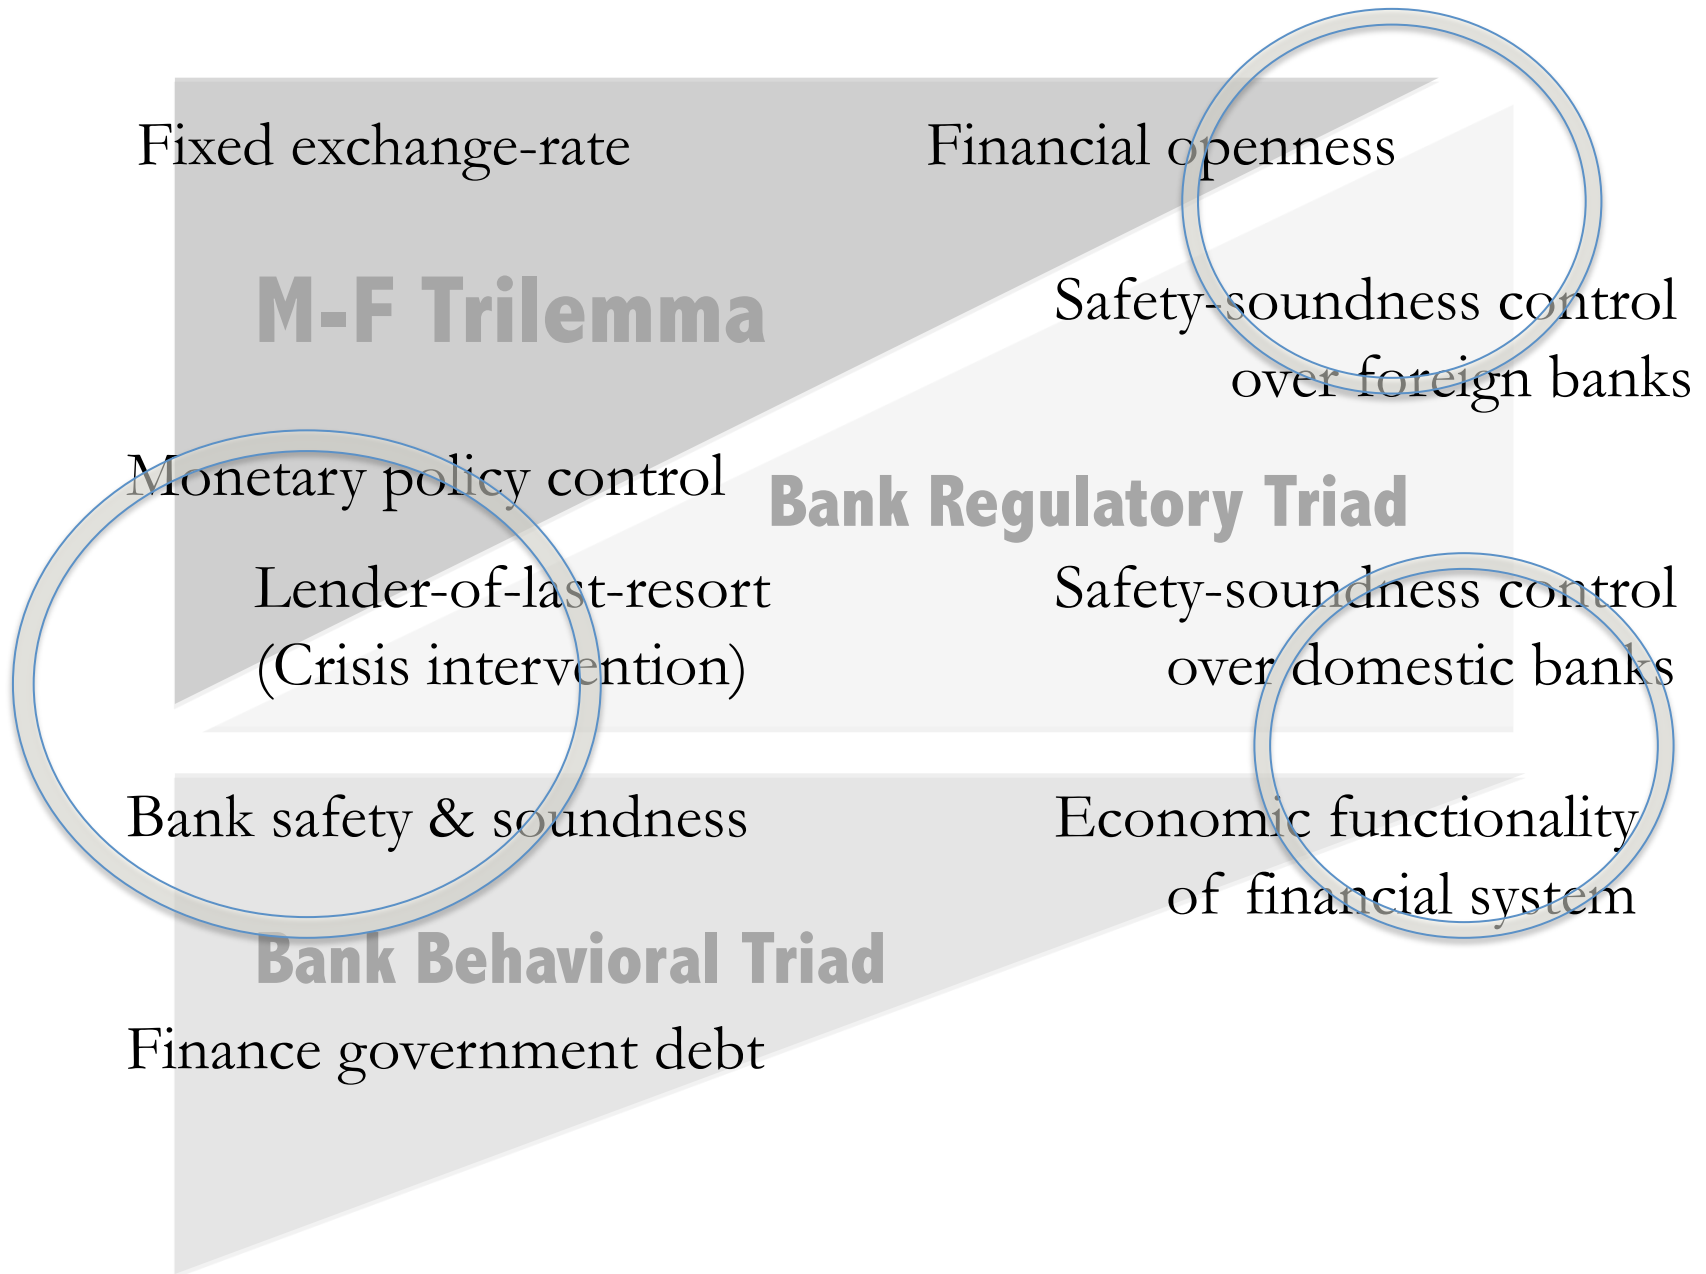 Fixed exchange-rate
Financial openness
M-F Trilemma
Safety-soundness control
over foreign banks
Monetary policy control
Bank Regulatory Triad
Lender-of-last-resort
(Crisis intervention)
Safety-soundness control
over domestic banks
Bank safety & soundness
Economic functionality
of financial system
Bank Behavioral Triad
Finance government debt